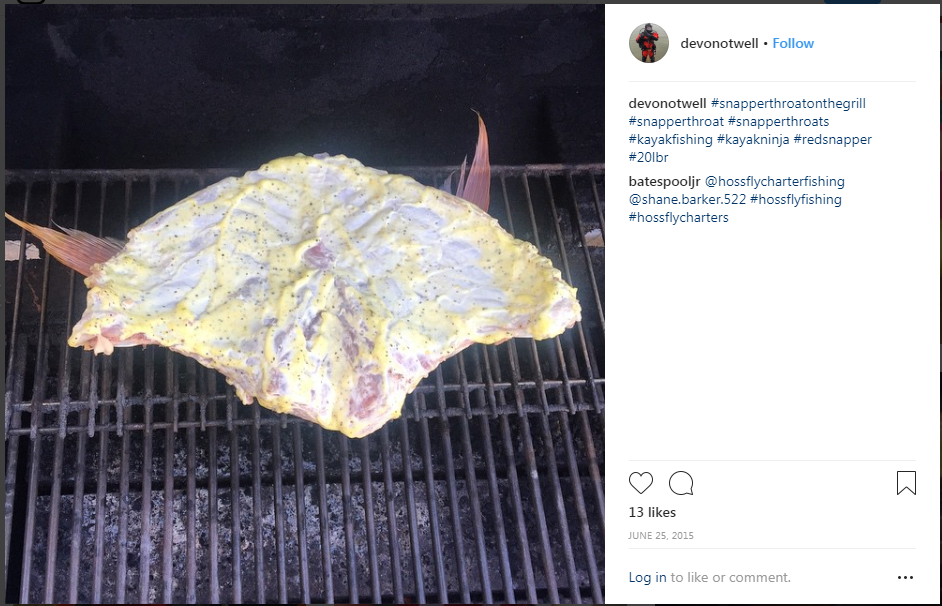 devonotwell • Follow
devonotwell #snapperthroatonthegrill
#snapperthroat #snapperthroats
#kayakfishing #kayakninja #redsnapper
#20lbr
batespooljr @hossflycharterfishing
@shane.barker.522 #hossflyfishing
#hossflycharters
13 likes
JUNE 25, 2015
Log in to like or comment.